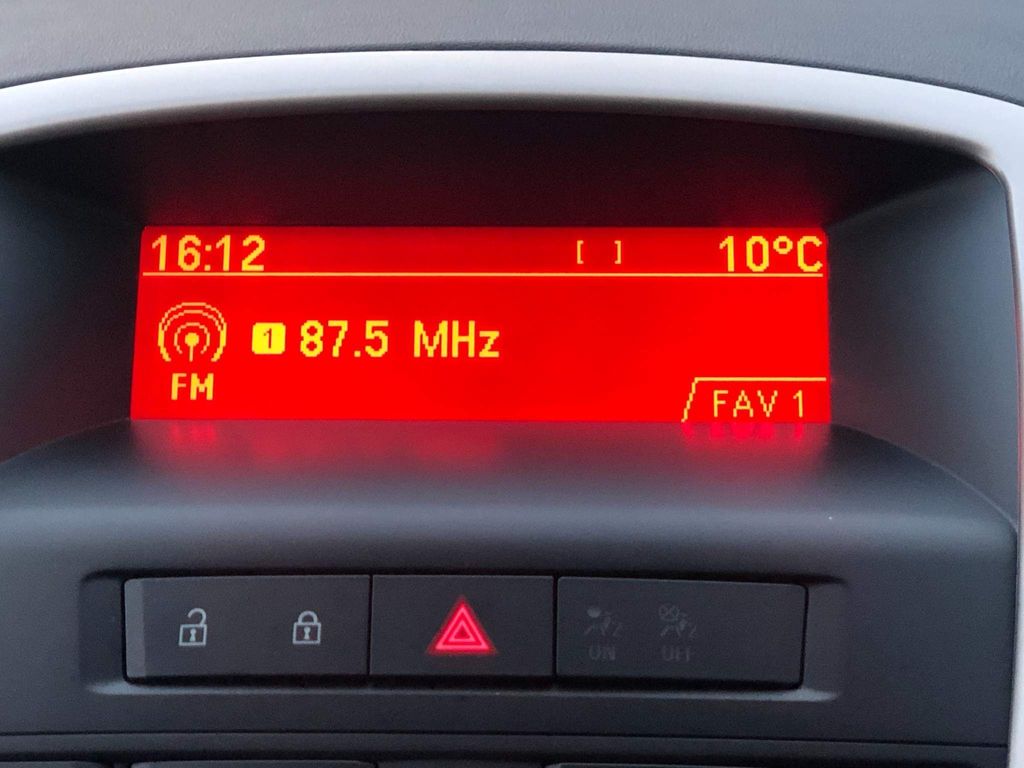 16:12 [ ] 10°C
1 87.5 MHz
FM
FAV 1
ON OFF